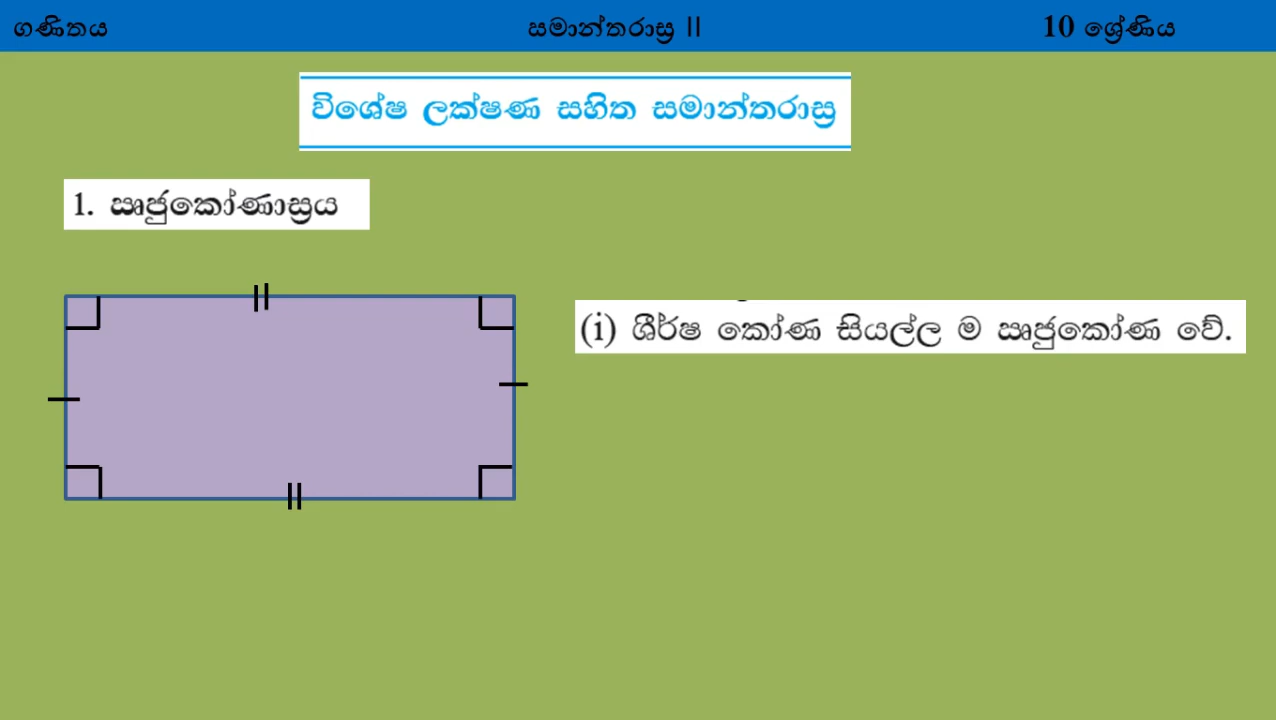 ගණිතය සමාන්තරාස්‍ර II 10 ශ්‍රේණිය
විශේෂ ලක්ෂණ සහිත සමාන්තරාස්‍ර
1. සෘජුකෝණාස්‍රය
(i) ශීර්ෂ කෝණ සියල්ල ම සෘජුකෝණ වේ.